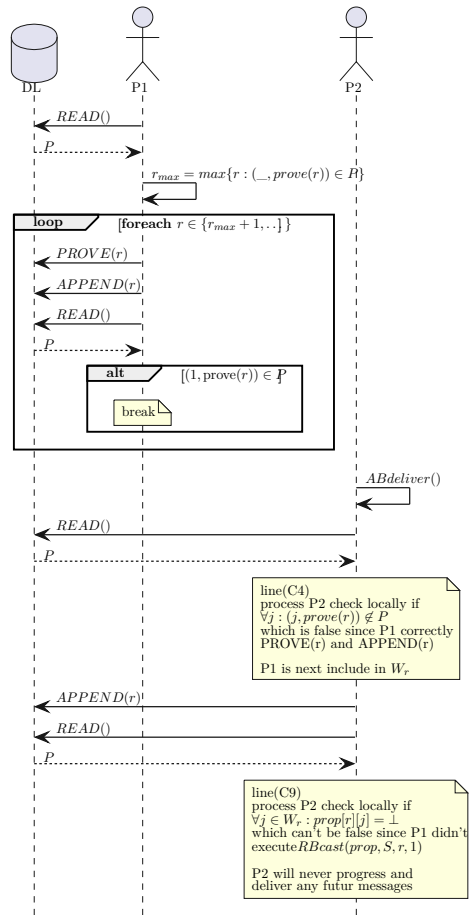 DL P1 P2
READ()
P
r_max = max{r : (_, prove(r)) ∈ P}
loop [foreach r ∈ {r_max + 1, ..}]
PROVE(r)
APPEND(r)
READ()
P
alt [(1, prove(r)) ∈ P]
break
ABdeliver()
READ()
P
line(C4)
process P2 check locally if
∀j : (j, prove(r)) ∉ P
which is false since P1 correctly
PROVE(r) and APPEND(r)
P1 is next include in W_r
APPEND(r)
READ()
P
line(C9)
process P2 check locally if
∀j ∈ W_r : prop[r][j] = ⊥
which can't be false since P1 didn't
executeRBcast(prop, S, r, 1)
P2 will never progress and
deliver any futur messages